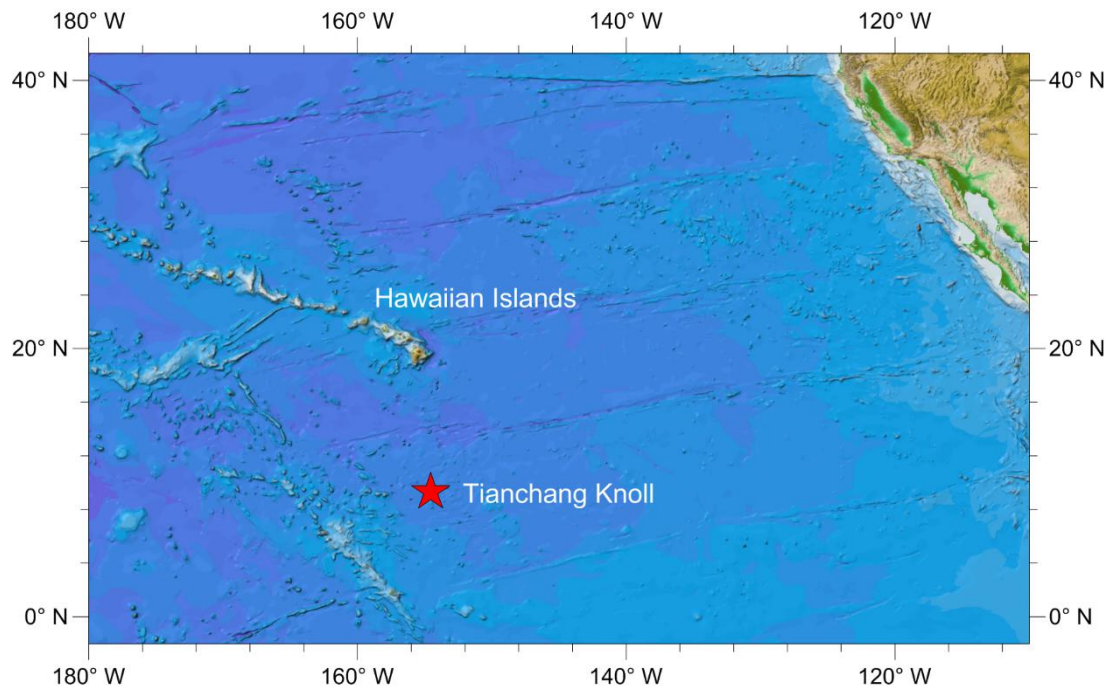 180° W 160° W 140° W 120° W
40° N 40° N
Hawaiian Islands
20° N 20° N
Tianchang Knoll
0° N 0° N
180° W 160° W 140° W 120° W